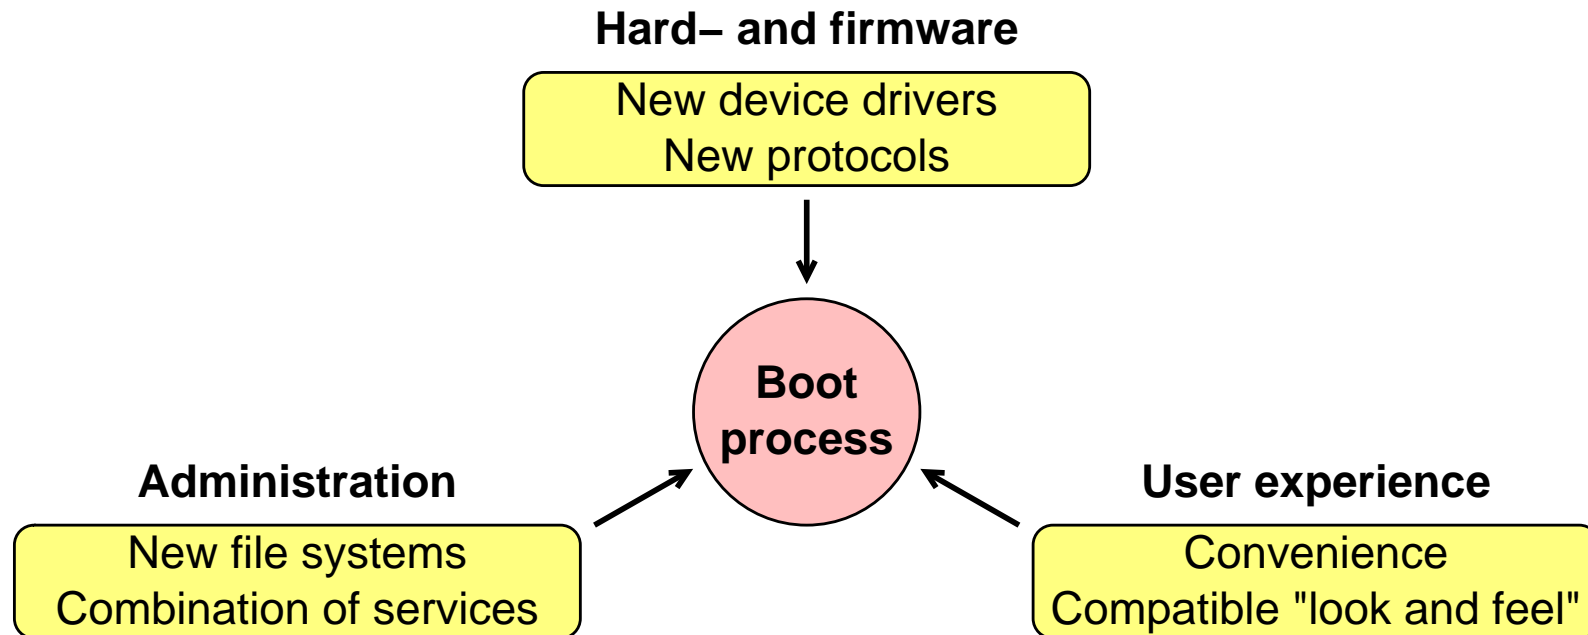 Hard– and firmware
New device drivers
New protocols
Boot
process
Administration
New file systems
Combination of services
User experience
Convenience
Compatible "look and feel"